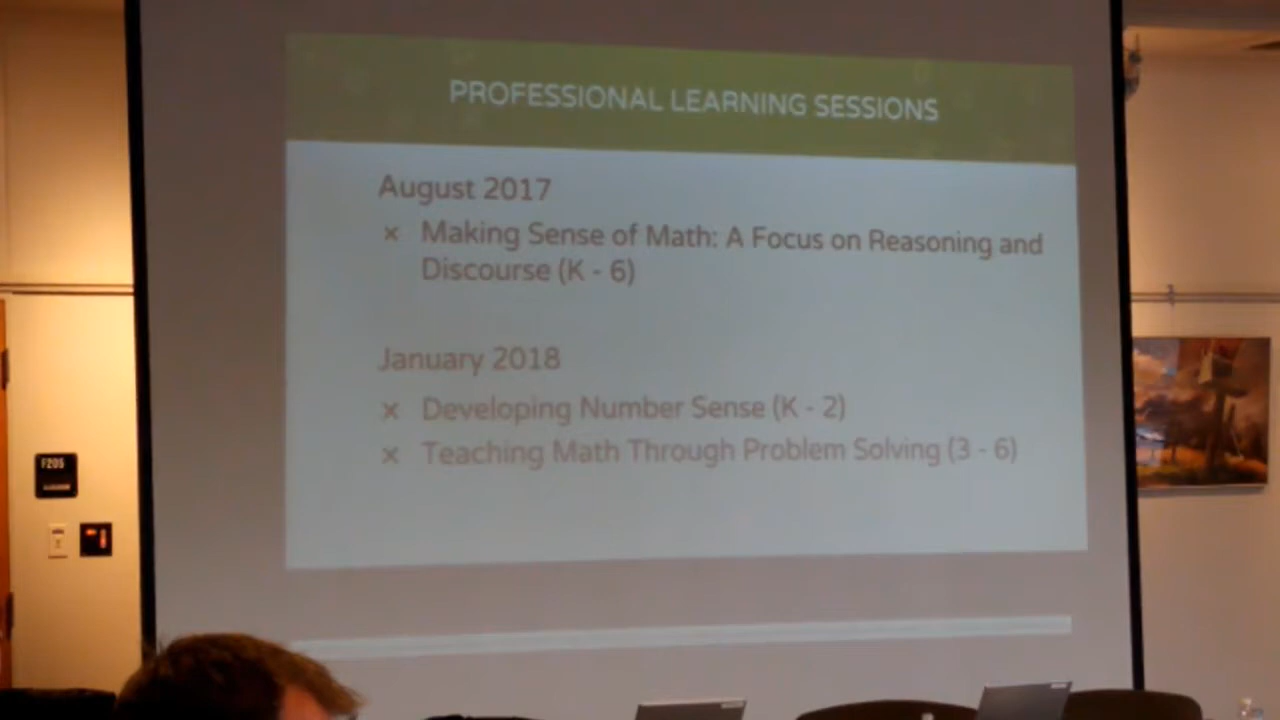 PROFESSIONAL LEARNING SESSIONS
August 2017
× Making Sense of Math: A Focus on Reasoning and
Discourse (K - 6)
January 2018
× Developing Number Sense (K - 2)
× Teaching Math Through Problem Solving (3 - 6)
F205